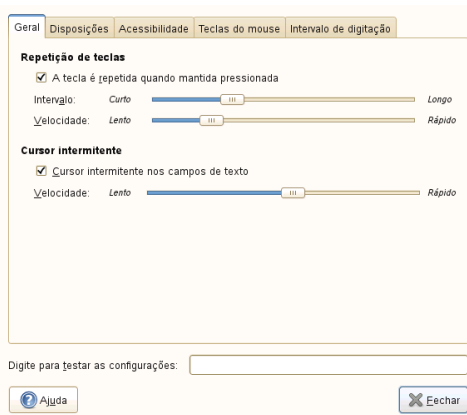 Geral Disposições Acessibilidade Teclas do mouse Intervalo de digitação
Repetição de teclas
A tecla é repetida quando mantida pressionada
Intervalo: Curto Longo
Velocidade: Lento Rápido
Cursor intermitente
Cursor intermitente nos campos de texto
Velocidade: Lento Rápido
Digite para testar as configurações:
Ajuda Fechar